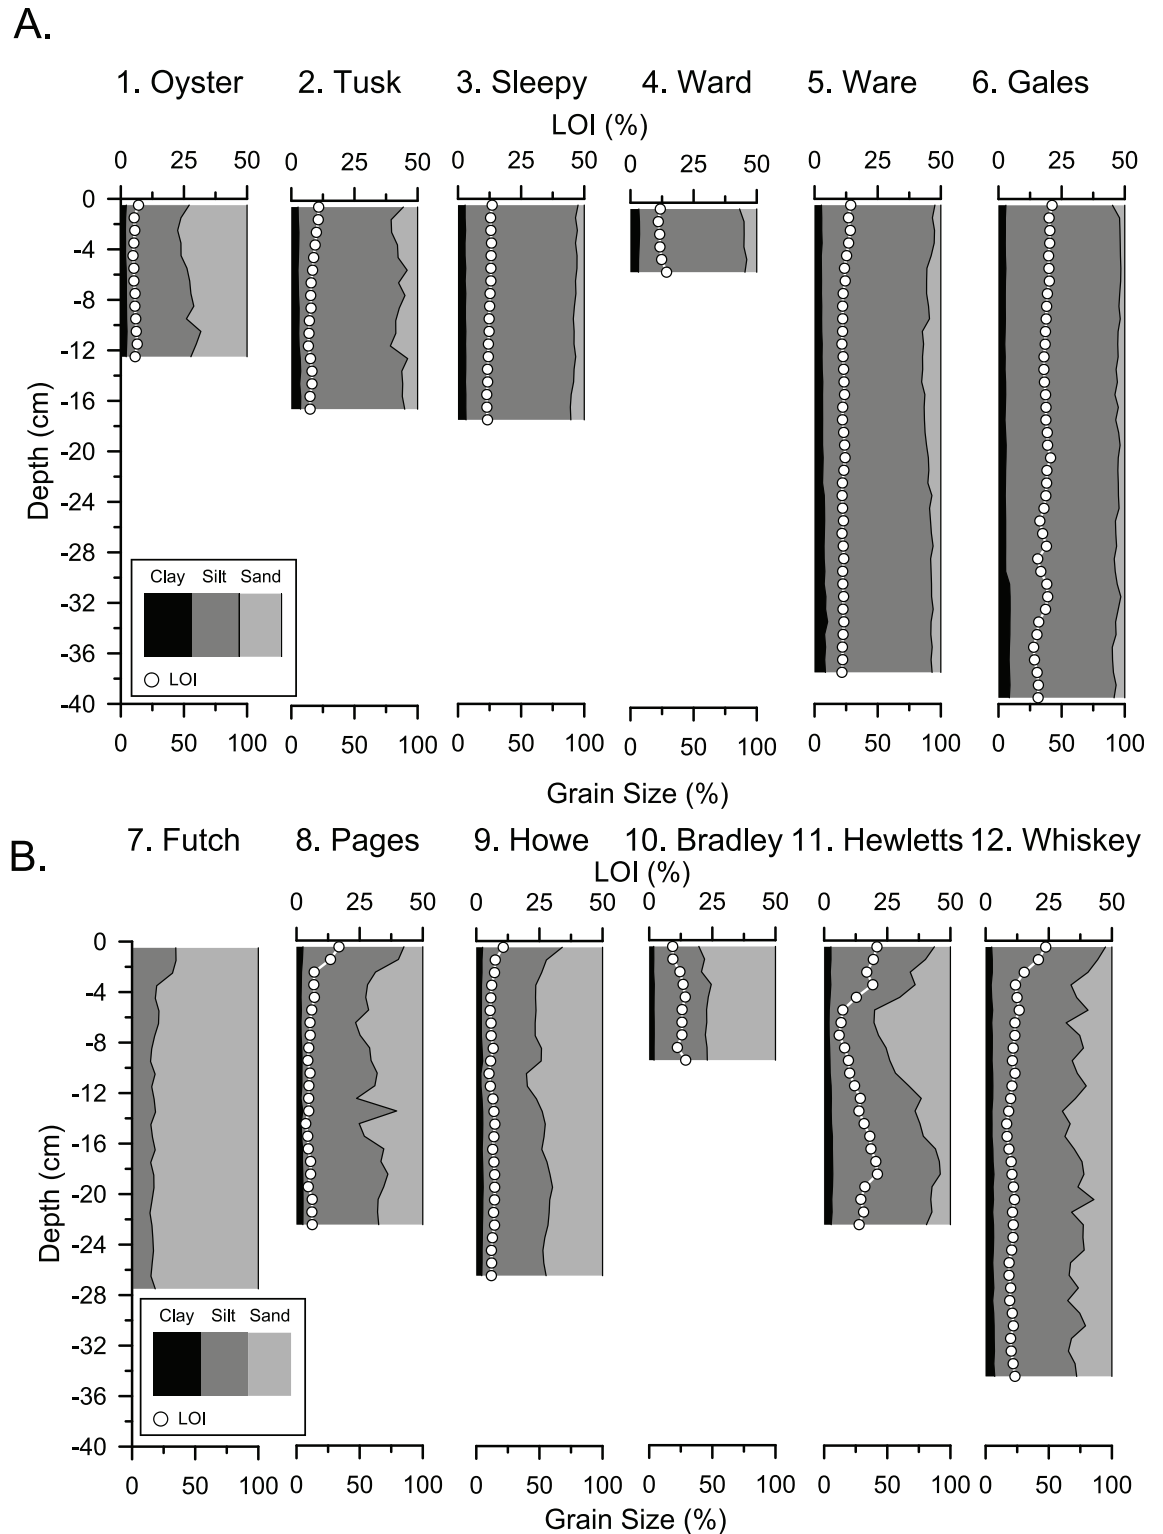 A.
1. Oyster 2. Tusk 3. Sleepy 4. Ward 5. Ware 6. Gales
LOI (%)
0 25 50 0 25 50 0 25 50 0 25 50 0 25 50 0 25 50
0
-4
-8
-12
-16
-20
-24
-28
-32
-36
-40
Depth (cm)
Clay Silt Sand
LOI
0 50 100 0 50 100 0 50 100 0 50 100 0 50 100 0 50 100
Grain Size (%)
B.
7. Futch 8. Pages 9. Howe 10. Bradley 11. Hewletts 12. Whiskey
LOI (%)
0 25 50 0 25 50 0 25 50 0 25 50 0 25 50
0
-4
-8
-12
-16
-20
-24
-28
-32
-36
-40
Depth (cm)
Clay Silt Sand
LOI
0 50 100 0 50 100 0 50 100 0 50 100 0 50 100 0 50 100
Grain Size (%)